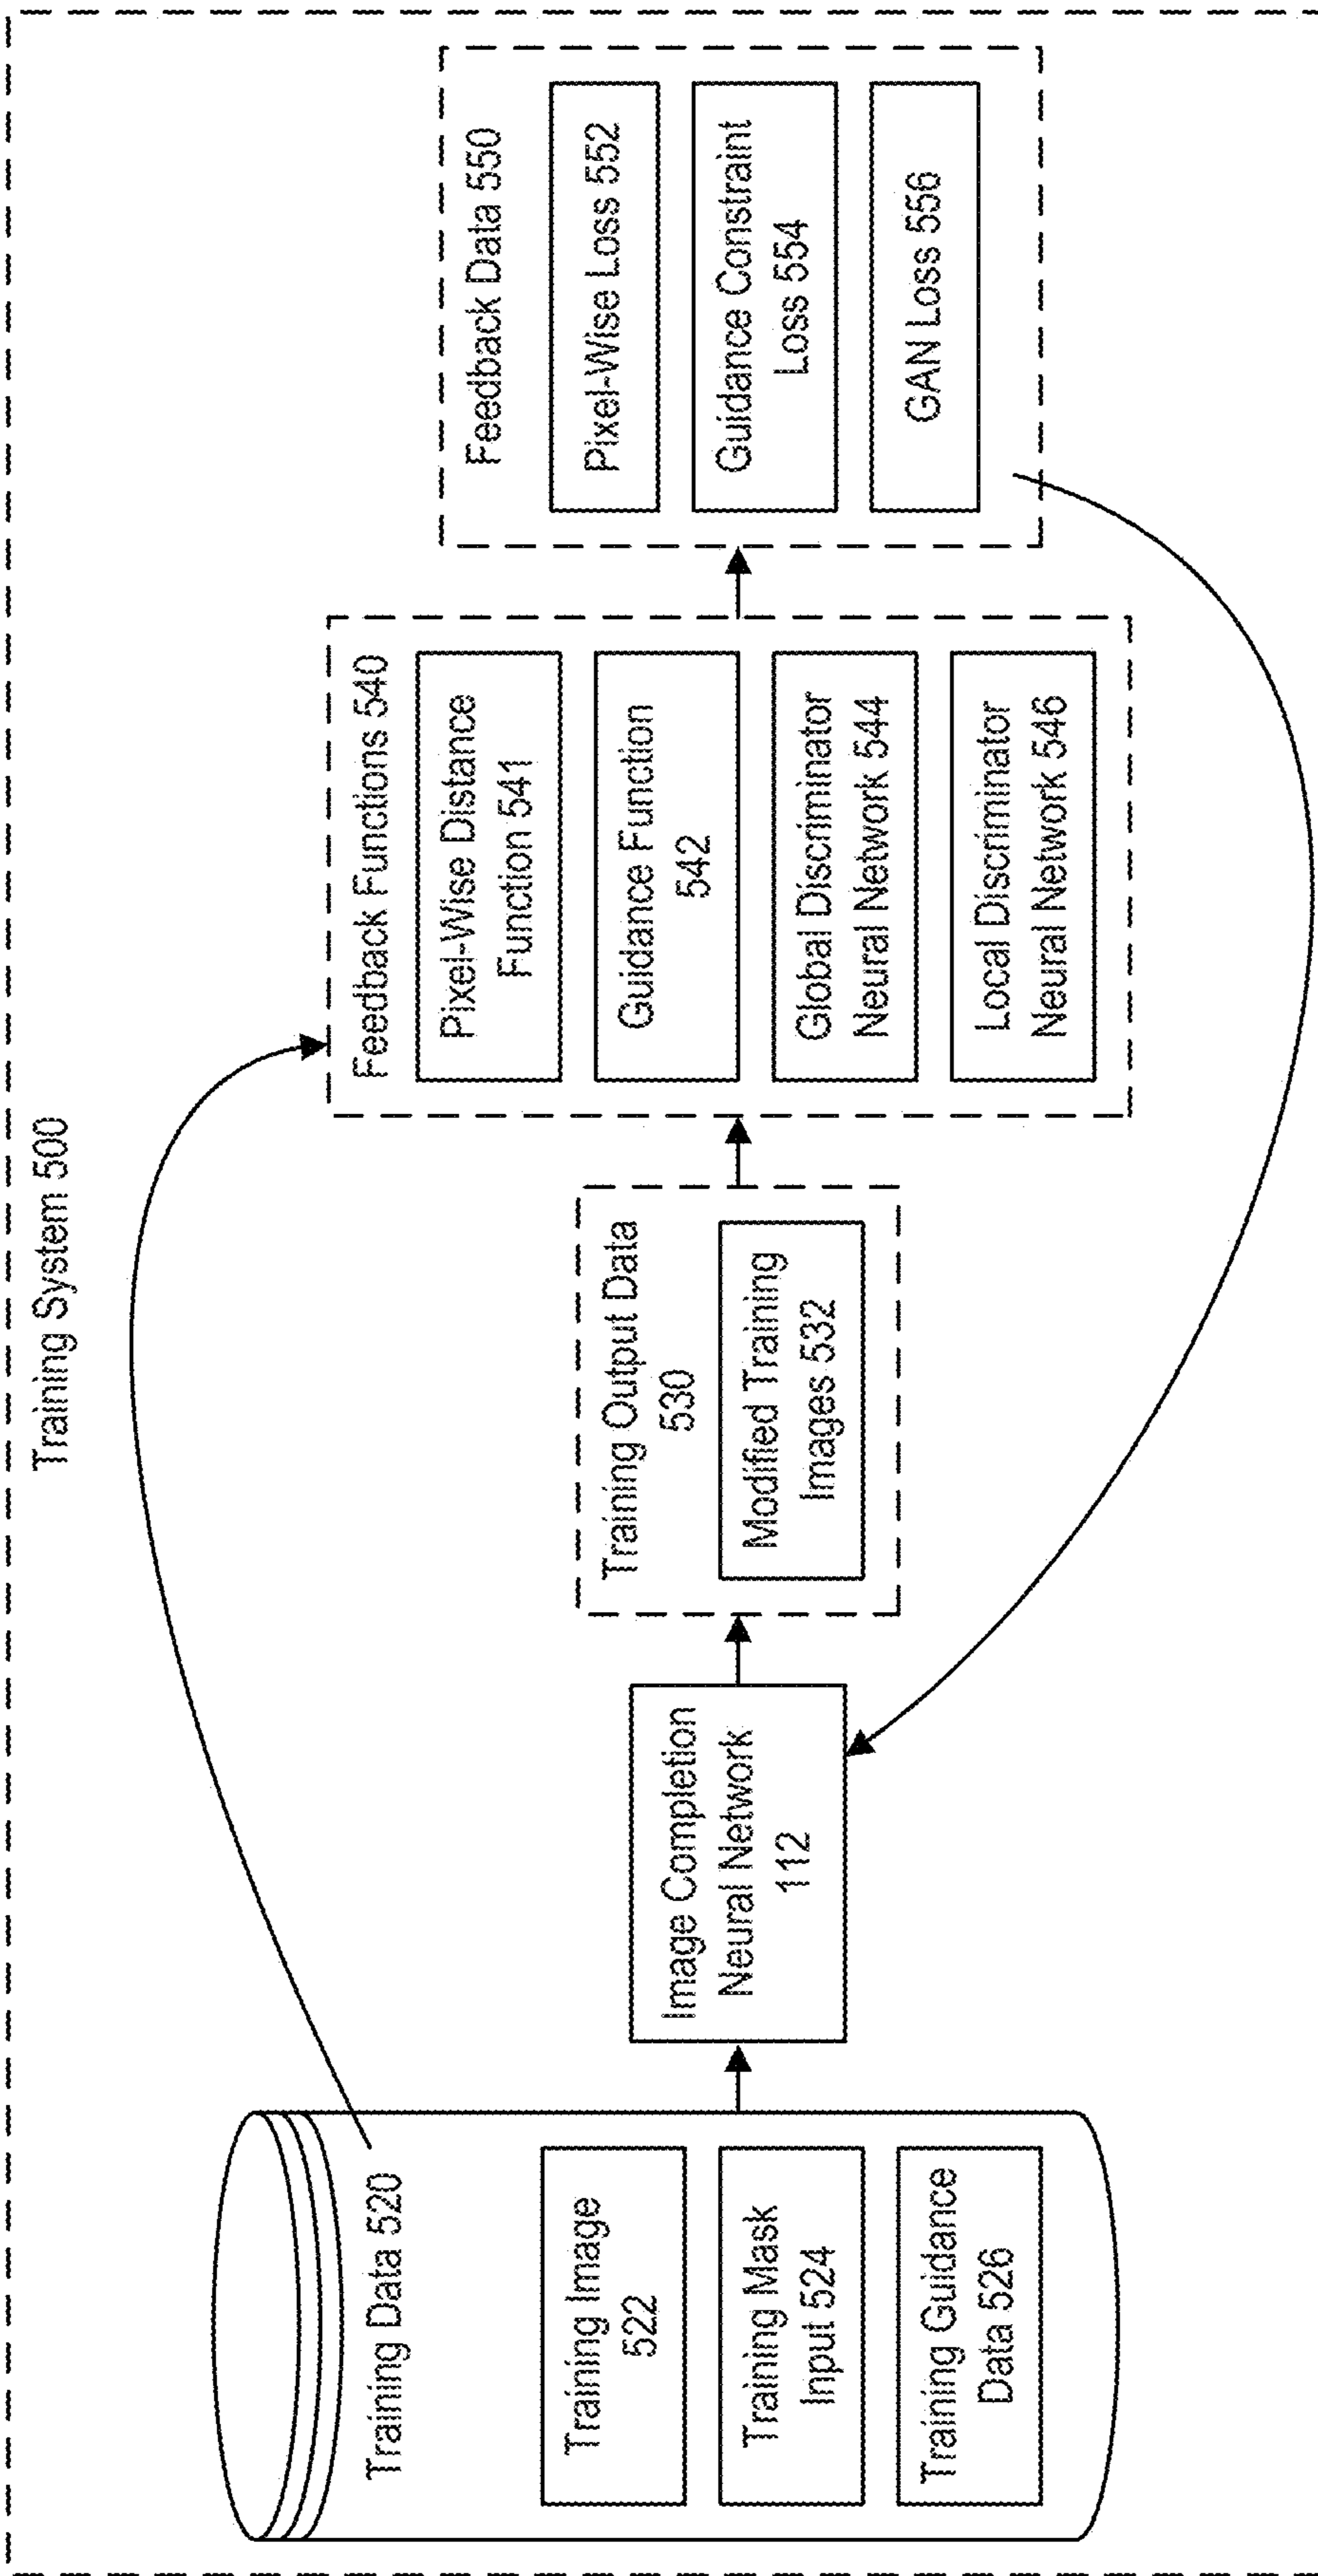 Training System 500
Training Data 520
Training Image
522
Training Mask
Input 524
Training Guidance
Data 526
Image Completion
Neural Network
112
Training Output Data
530
Modified Training
Images 532
Feedback Functions 540
Pixel-Wise Distance
Function 541
Guidance Function
542
Global Discriminator
Neural Network 544
Local Discriminator
Neural Network 546
Feedback Data 550
Pixel-Wise Loss 552
Guidance Constraint
Loss 554
GAN Loss 556